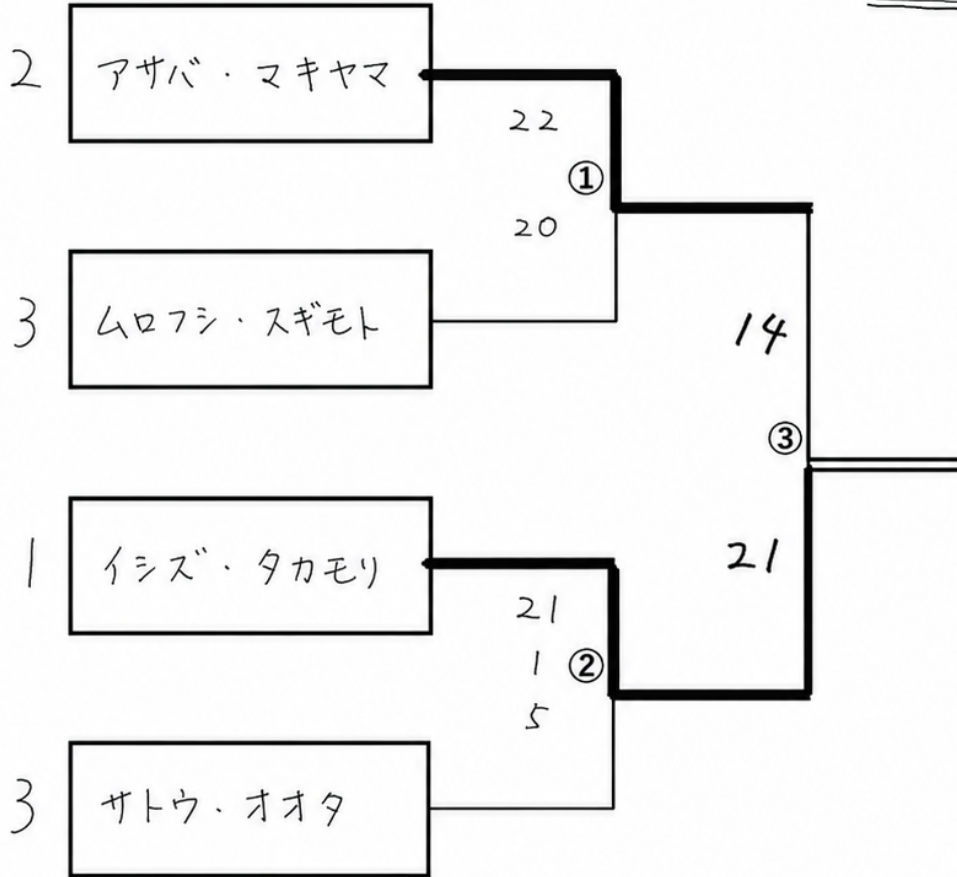 2 アサバ・マキヤマ
22
①
20
3 ムロフシ・スギモト
14
③
1 イシズ・タカモリ
21
21
1 ②
5
3 サトウ・オオタ